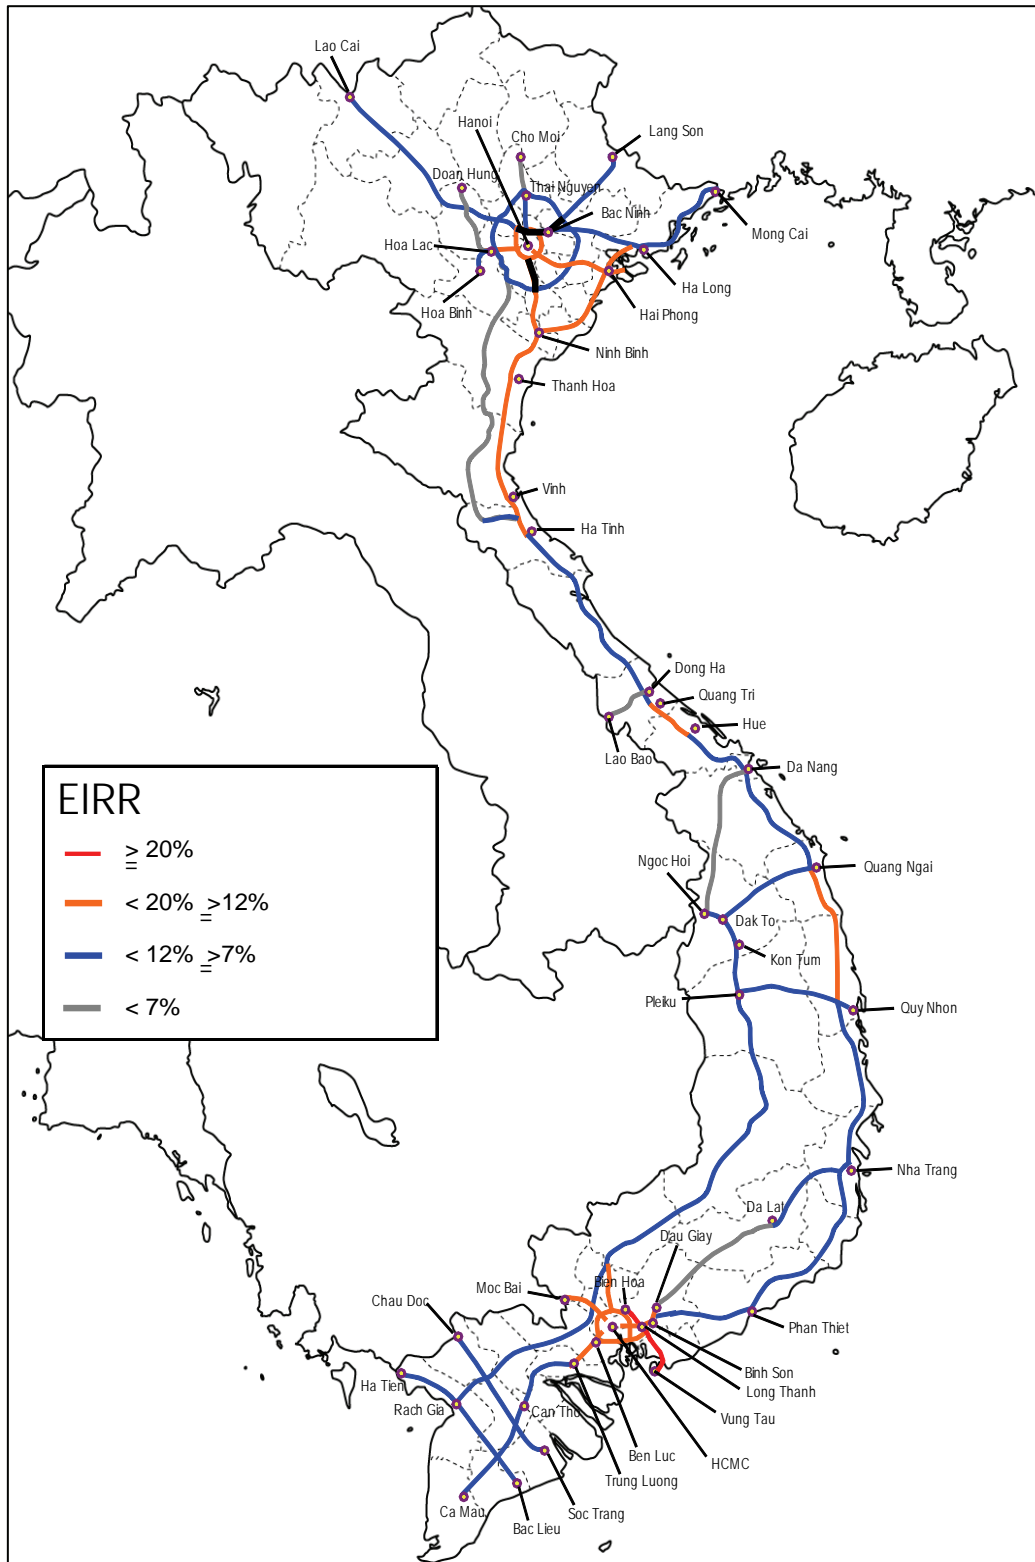 Lao Cai
Hanoi
Cho Moi
Lang Son
Doan Hung
Thai Nguyen
Bac Ninh
Mong Cai
Hoa Lac
Ha Long
Hoa Binh
Hai Phong
Ninh Binh
Thanh Hoa
Vinh
Ha Tinh
Dong Ha
Quang Tri
Hue
Lao Bao
Da Nang
EIRR
≥ 20%
< 20% ≥12%
< 12% ≥7%
< 7%
Ngoc Hoi
Quang Ngai
Dak To
Kon Tum
Pleiku
Quy Nhon
Nha Trang
Da Lat
Dau Giay
Moc Bai
Bien Hoa
Chau Doc
Phan Thiet
Binh Son
Ha Tien
Long Thanh
Rach Gia
Can Tho
Vung Tau
Ben Luc
HCMC
Trung Luong
Ca Mau
Soc Trang
Bac Lieu